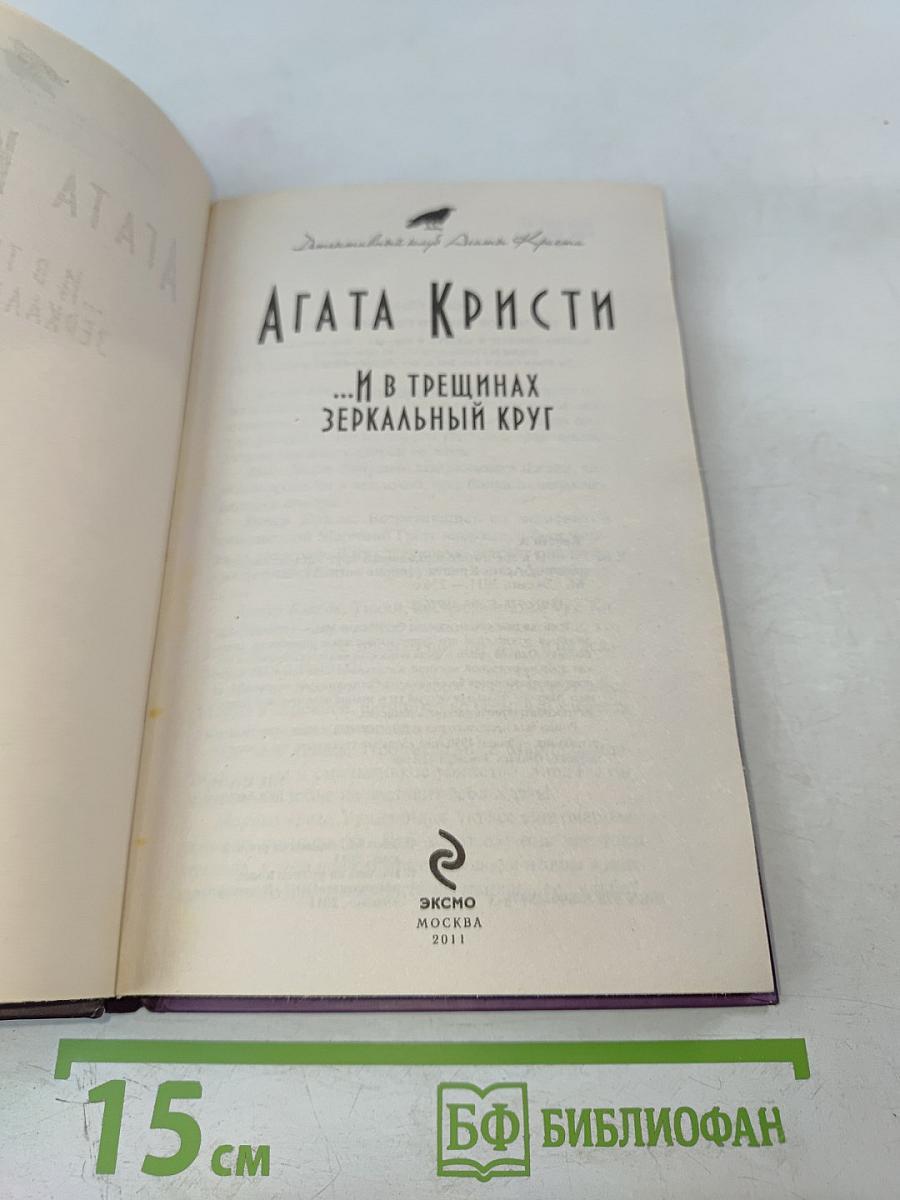 Детективный клуб Агаты Кристи
АГАТА КРИСТИ
...И В ТРЕЩИНАХ
ЗЕРКАЛЬНЫЙ КРУГ
ЭКСМО
МОСКВА
2011
15 см
БФ БИБЛИОФАН